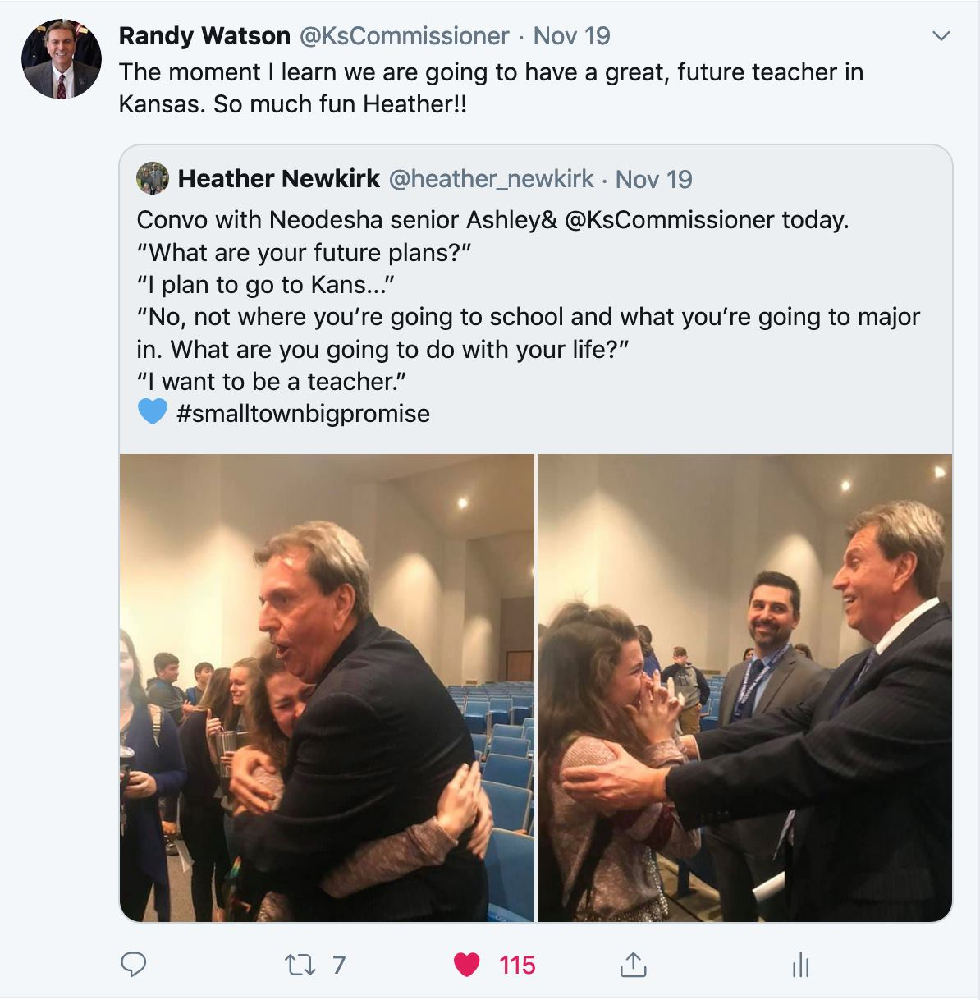 Randy Watson @KsCommissioner · Nov 19
The moment I learn we are going to have a great, future teacher in
Kansas. So much fun Heather!!
Heather Newkirk @heather_newkirk · Nov 19
Convo with Neodesha senior Ashley& @KsCommissioner today.
“What are your future plans?”
“I plan to go to Kans...”
“No, not where you’re going to school and what you’re going to major
in. What are you going to do with your life?”
“I want to be a teacher.”
💙 #smalltownbigpromise
7
115